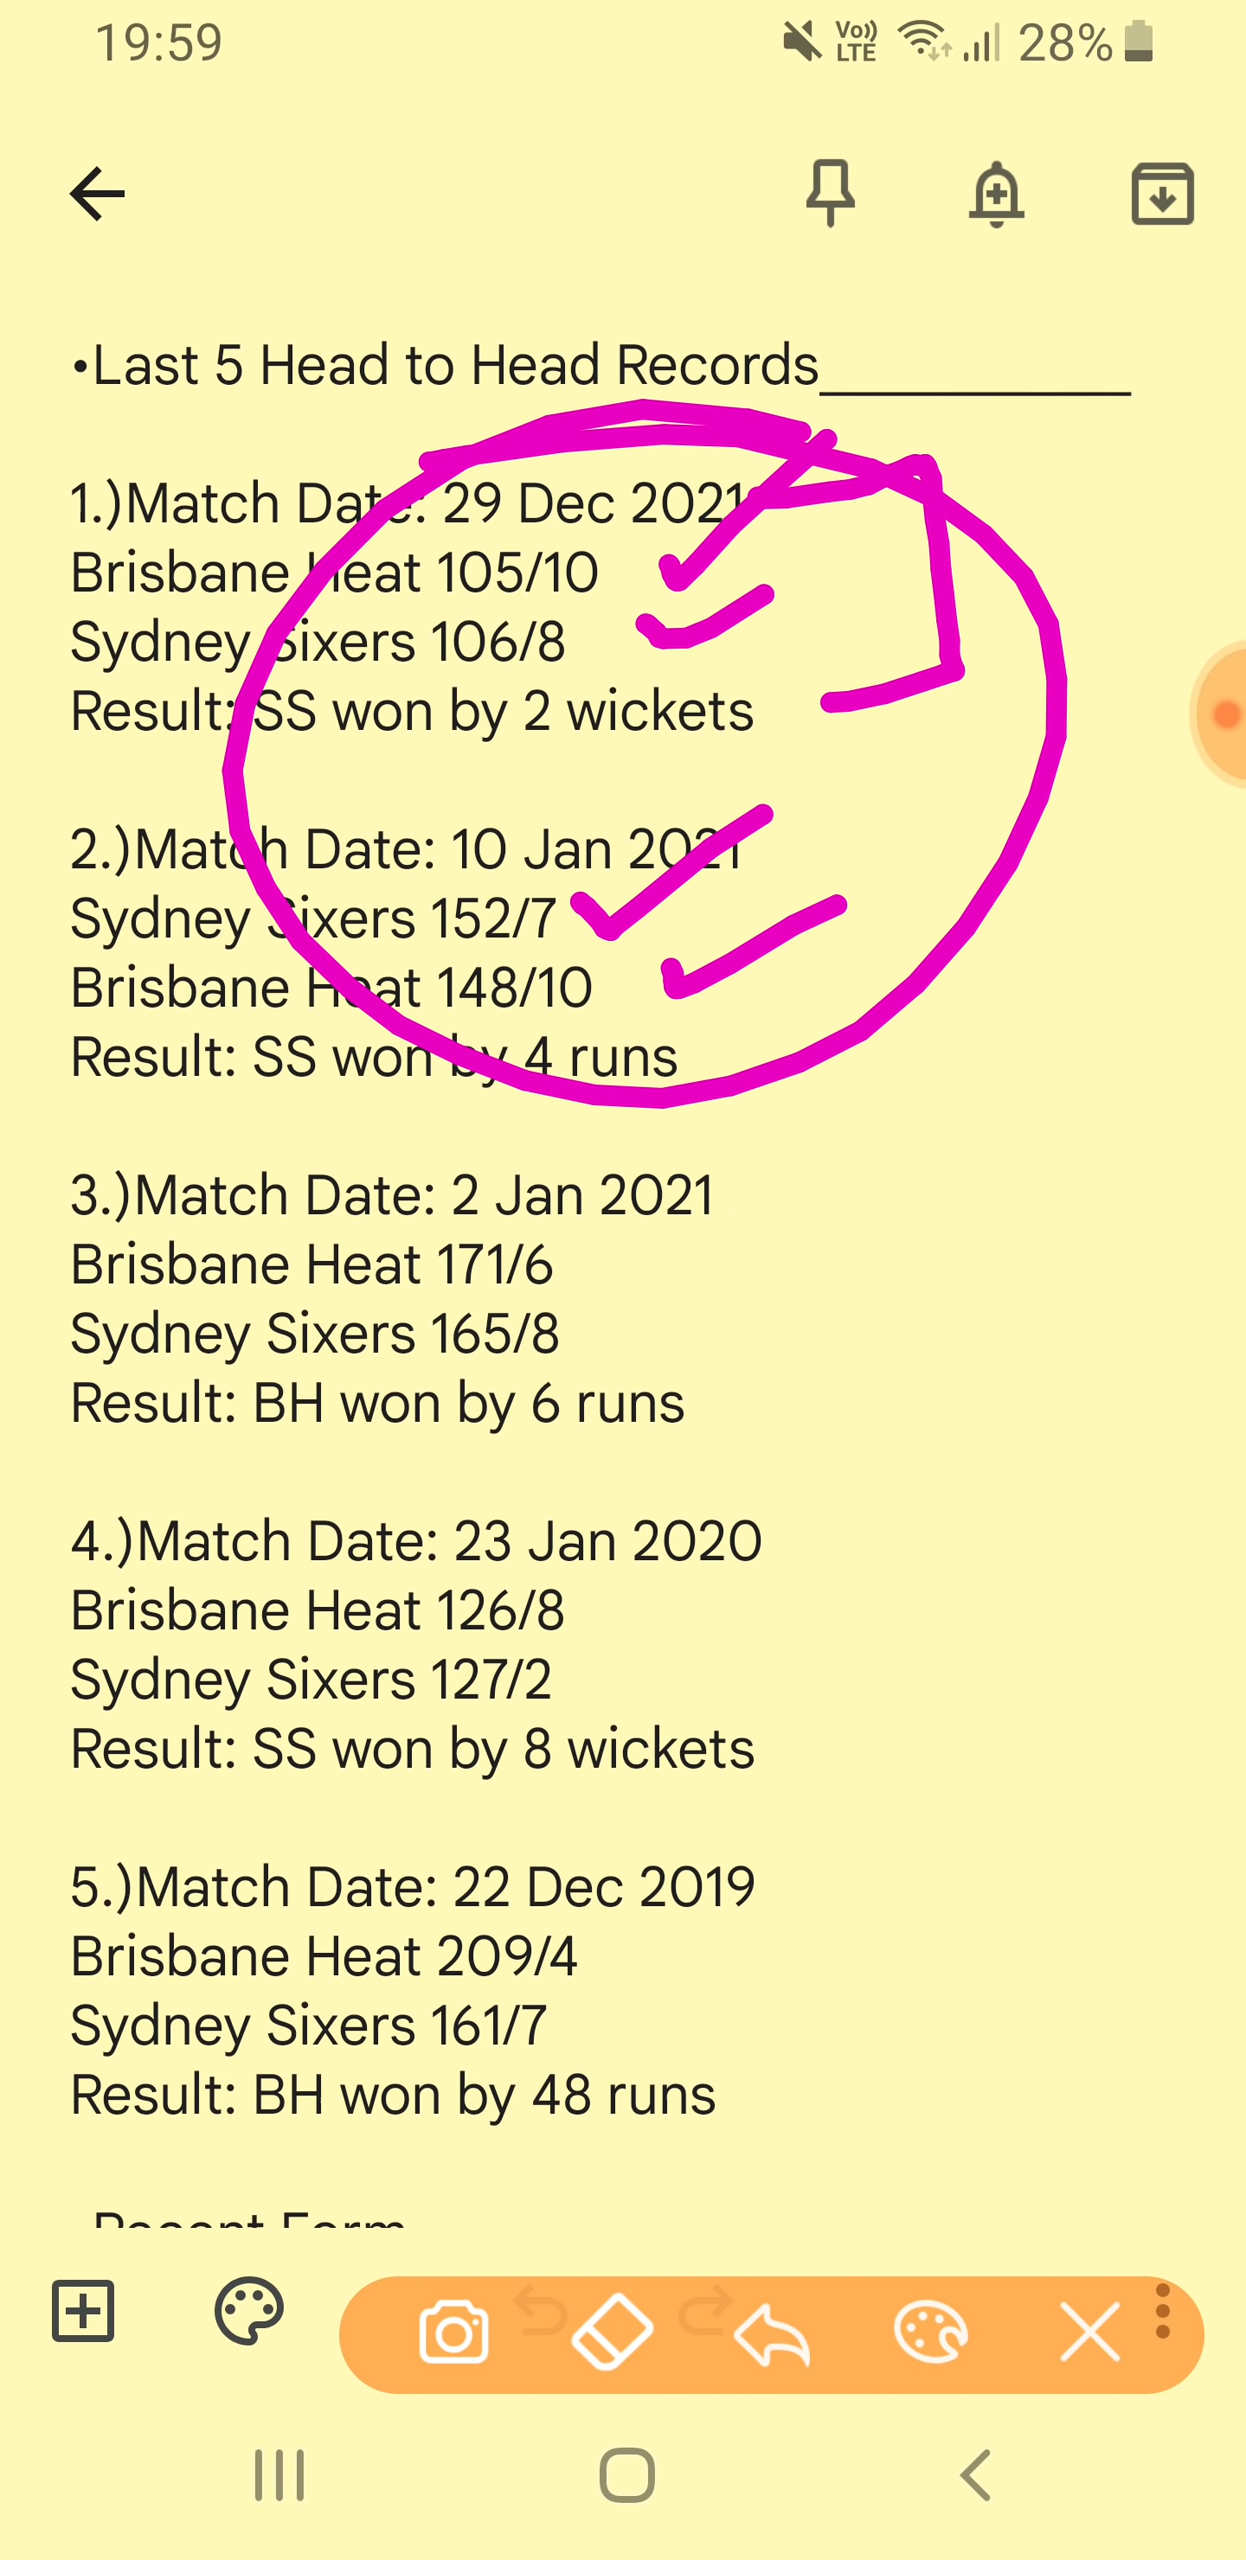 19:59
Vo)) LTE 28%
•Last 5 Head to Head Records____________
1.)Match Date: 29 Dec 2021
Brisbane Heat 105/10
Sydney Sixers 106/8
Result: SS won by 2 wickets
2.)Match Date: 10 Jan 2021
Sydney Sixers 152/7
Brisbane Heat 148/10
Result: SS won by 4 runs
3.)Match Date: 2 Jan 2021
Brisbane Heat 171/6
Sydney Sixers 165/8
Result: BH won by 6 runs
4.)Match Date: 23 Jan 2020
Brisbane Heat 126/8
Sydney Sixers 127/2
Result: SS won by 8 wickets
5.)Match Date: 22 Dec 2019
Brisbane Heat 209/4
Sydney Sixers 161/7
Result: BH won by 48 runs
Recent Form